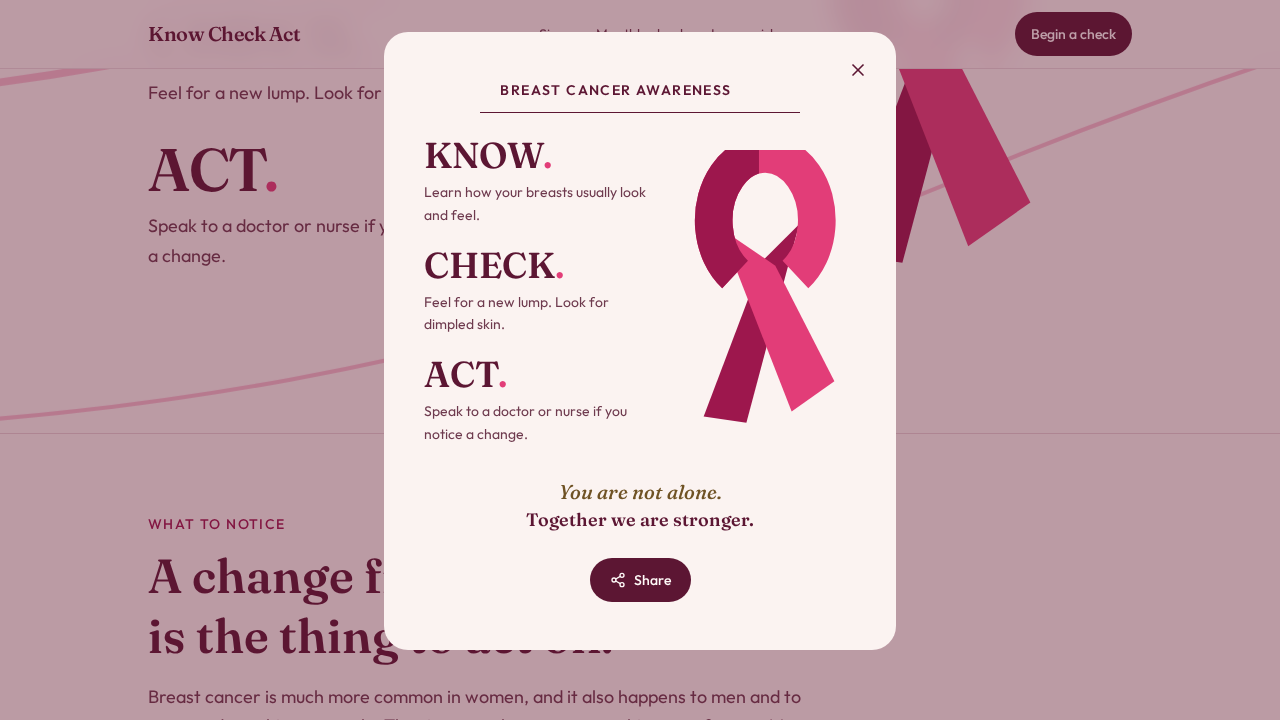 Know Check Act
Begin a check
Feel for a new lump. Look for
ACT.
Speak to a doctor or nurse if
a change.
WHAT TO NOTICE
A change
is the thing to act on.
Breast cancer is much more common in women, and it also happens to men and to
BREAST CANCER AWARENESS
KNOW.
Learn how your breasts usually look
and feel.
CHECK.
Feel for a new lump. Look for
dimpled skin.
ACT.
Speak to a doctor or nurse if you
notice a change.
You are not alone.
Together we are stronger.
Share